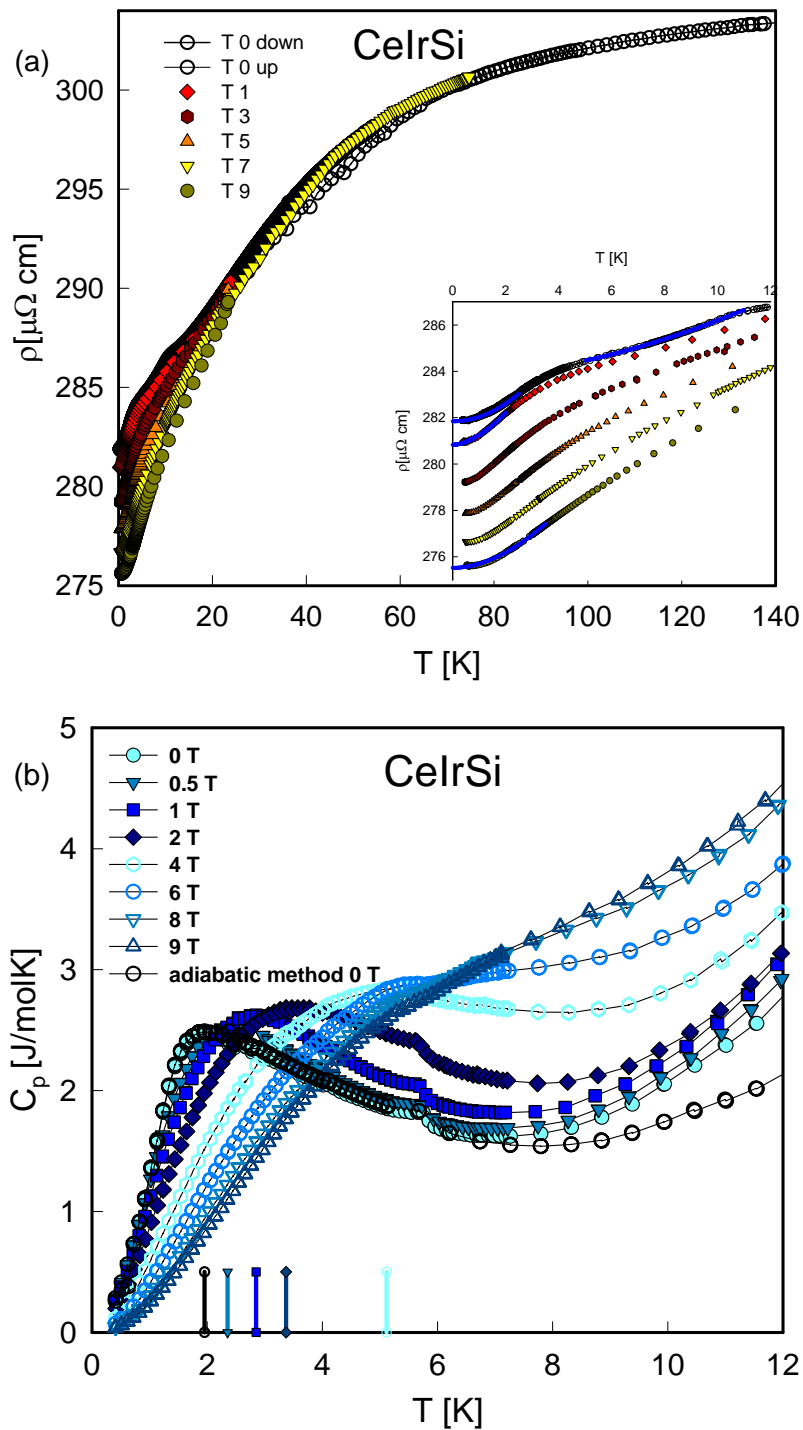 (a)
CeIrSi
T 0 down
T 0 up
T 1
T 3
T 5
T 7
T 9
ρ[μΩ cm]
300
295
290
285
280
275
0 20 40 60 80 100 120 140
T [K]
T [K]
0 2 4 6 8 10 12
ρ[μΩ cm]
286
284
282
280
278
276
(b)
CeIrSi
0 T
0.5 T
1 T
2 T
4 T
6 T
8 T
9 T
adiabatic method 0 T
C_p [J/molK]
5
4
3
2
1
0
0 2 4 6 8 10 12
T [K]